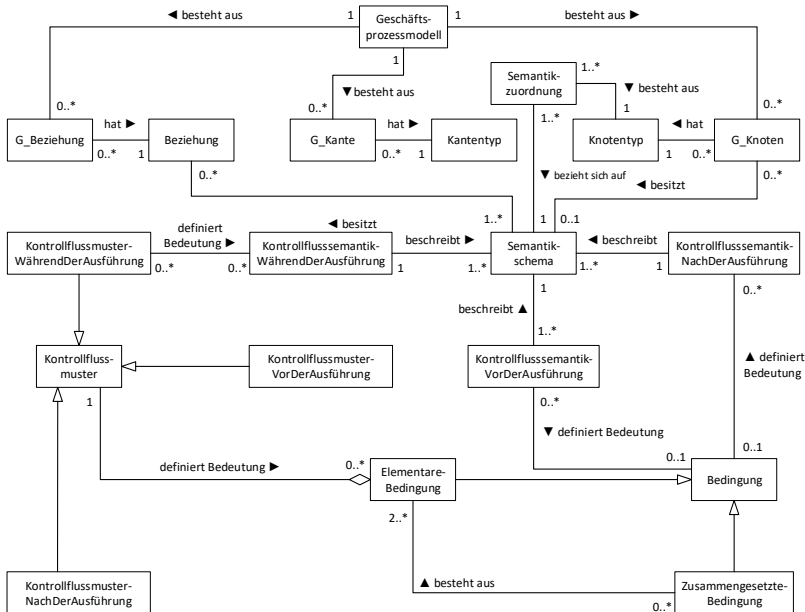 ◄ besteht aus
1
Geschäfts-
prozessmodell
1
besteht aus ►
1
▼ besteht aus
Semantik-
zuordnung
1..*
▼ besteht aus
0..*
0..*
1..*
1
0..*
G_Beziehung
hat ►
0..*
1
Beziehung
G_Kante
hat ►
0..*
1
Kantentyp
Knotentyp
◄ hat
1
0..*
G_Knoten
0..*
▼ bezieht sich auf
0..*
◄ besitzt
◄ besitzt
1..*
1
0..1
Kontrollflussmuster-
WährendDerAusführung
definiert
Bedeutung ►
0..*
0..*
Kontrollflusssemantik-
WährendDerAusführung
beschreibt ►
1
1..*
Semantik-
schema
◄ beschreibt
1..*
1
Kontrollflusssemantik-
NachDerAusführung
1
0..*
beschreibt ▲
1..*
Kontrollfluss-
muster
Kontrollflussmuster-
VorDerAusführung
Kontrollflusssemantik-
VorDerAusführung
▲ definiert
Bedeutung
1
0..*
▼ definiert Bedeutung
0..1
0..1
definiert Bedeutung ►
0..*
Elementare-
Bedingung
Bedingung
2..*
▲ besteht aus
0..*
Kontrollflussmuster-
NachDerAusführung
Zusammengesetzte-
Bedingung